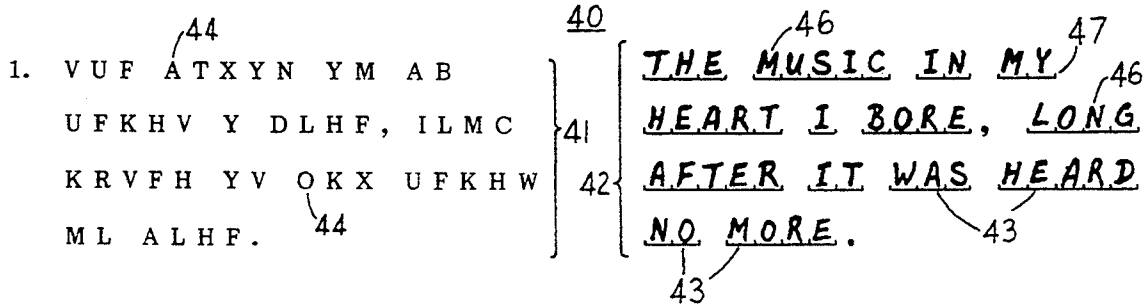 40
44 46 47
1. VUF ATXYN YM AB THE MUSIC IN MY
46
UFKHV Y DLHF, ILMC 41 HEART I BORE, LONG
KRVFH YV OKX UFKHW 42 AFTER IT WAS HEARD
ML ALHF. 44 NO MORE. 43
43